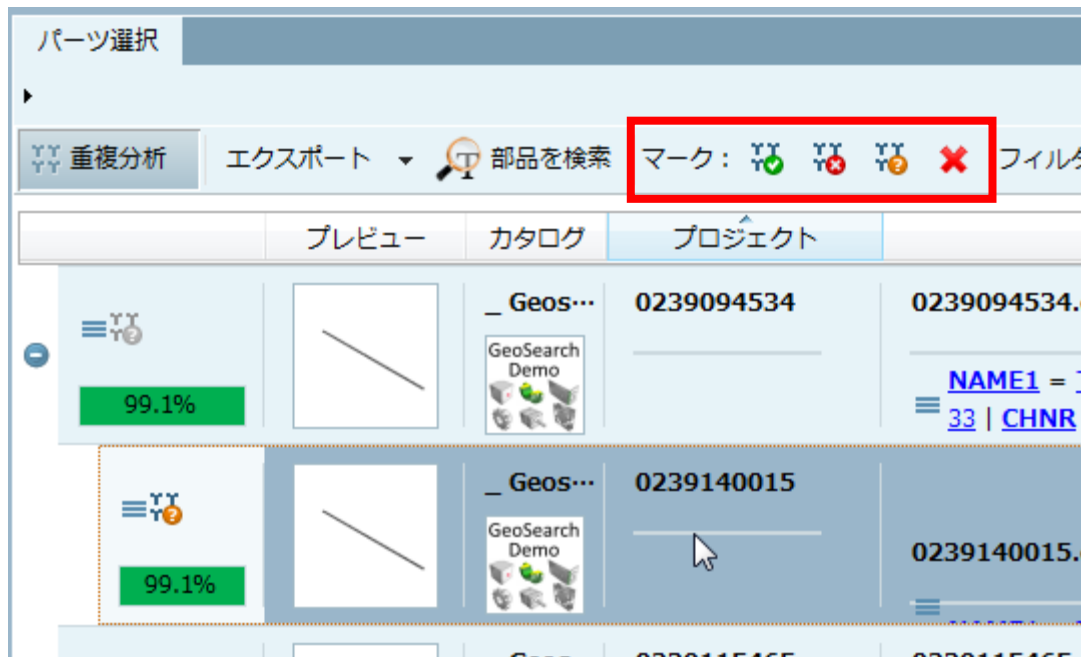 パーツ選択
重複分析 エクスポート 部品を検索 マーク： フィルタ
プレビュー カタログ プロジェクト
_ Geos… 0239094534 0239094534.
GeoSearch
Demo
NAME1 =
99.1%
33 | CHNR
_ Geos… 0239140015
GeoSearch
Demo
0239140015.
99.1%